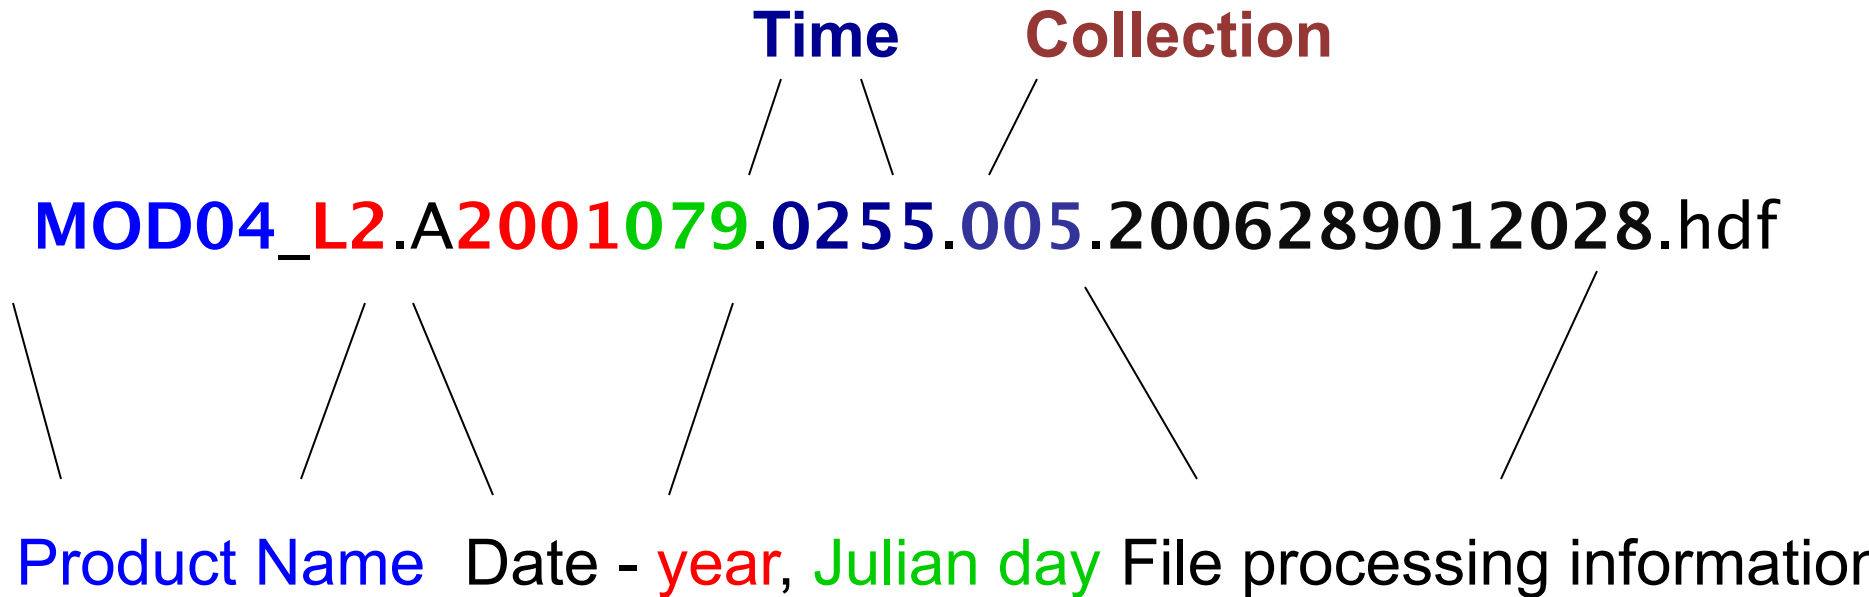 Time Collection
MOD04_L2.A2001079.0255.005.2006289012028.hdf
Product Name Date - year, Julian day File processing information